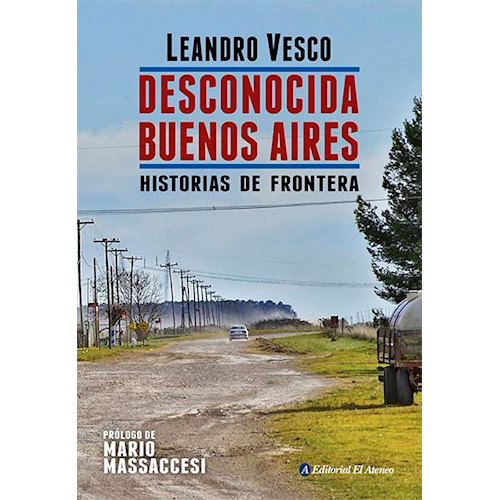 LEANDRO VESCO
DESCONOCIDA
BUENOS AIRES
HISTORIAS DE FRONTERA
PRÓLOGO DE
MARIO
MASSACCESI
A Editorial El Ateneo